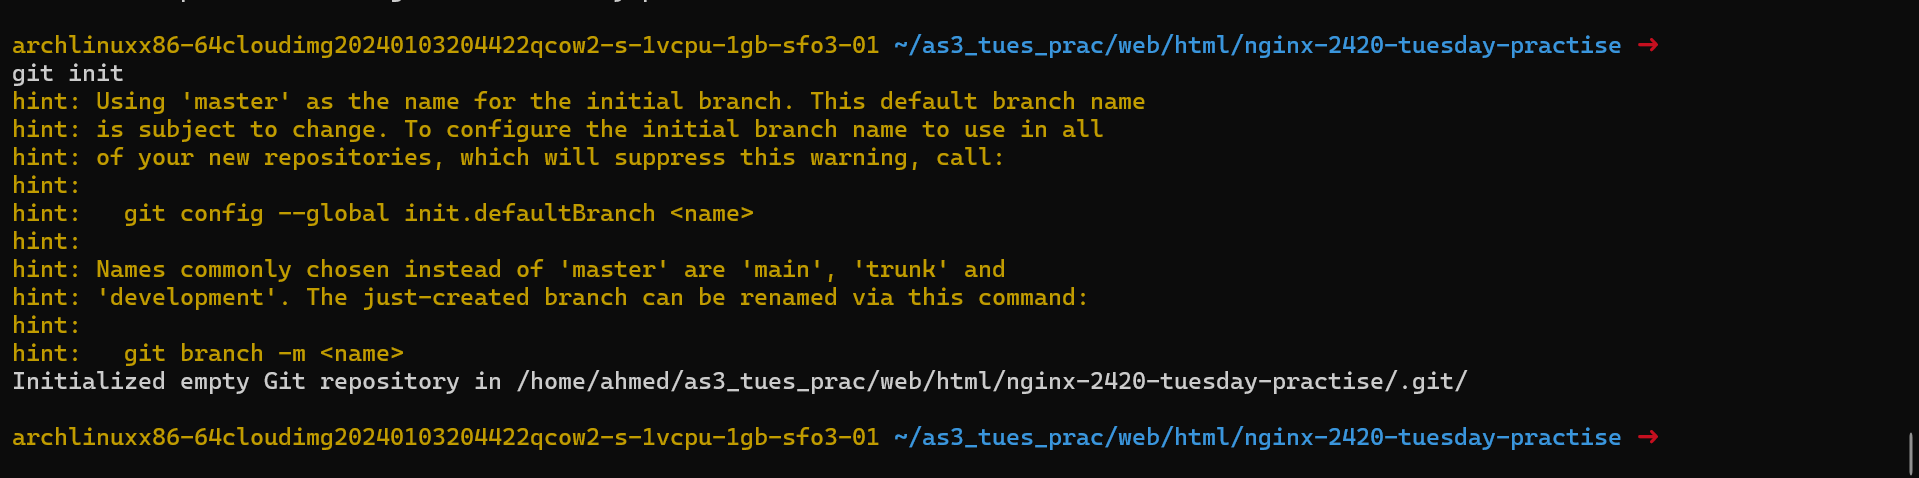 archlinuxx86-64cloudimg20240103204422qcow2-s-1vcpu-1gb-sfo3-01 ~/as3_tues_prac/web/html/nginx-2420-tuesday-practise →
git init
hint: Using 'master' as the name for the initial branch. This default branch name
hint: is subject to change. To configure the initial branch name to use in all
hint: of your new repositories, which will suppress this warning, call:
hint:
hint:   git config --global init.defaultBranch <name>
hint:
hint: Names commonly chosen instead of 'master' are 'main', 'trunk' and
hint: 'development'. The just-created branch can be renamed via this command:
hint:
hint:   git branch -m <name>
Initialized empty Git repository in /home/ahmed/as3_tues_prac/web/html/nginx-2420-tuesday-practise/.git/
archlinuxx86-64cloudimg20240103204422qcow2-s-1vcpu-1gb-sfo3-01 ~/as3_tues_prac/web/html/nginx-2420-tuesday-practise →